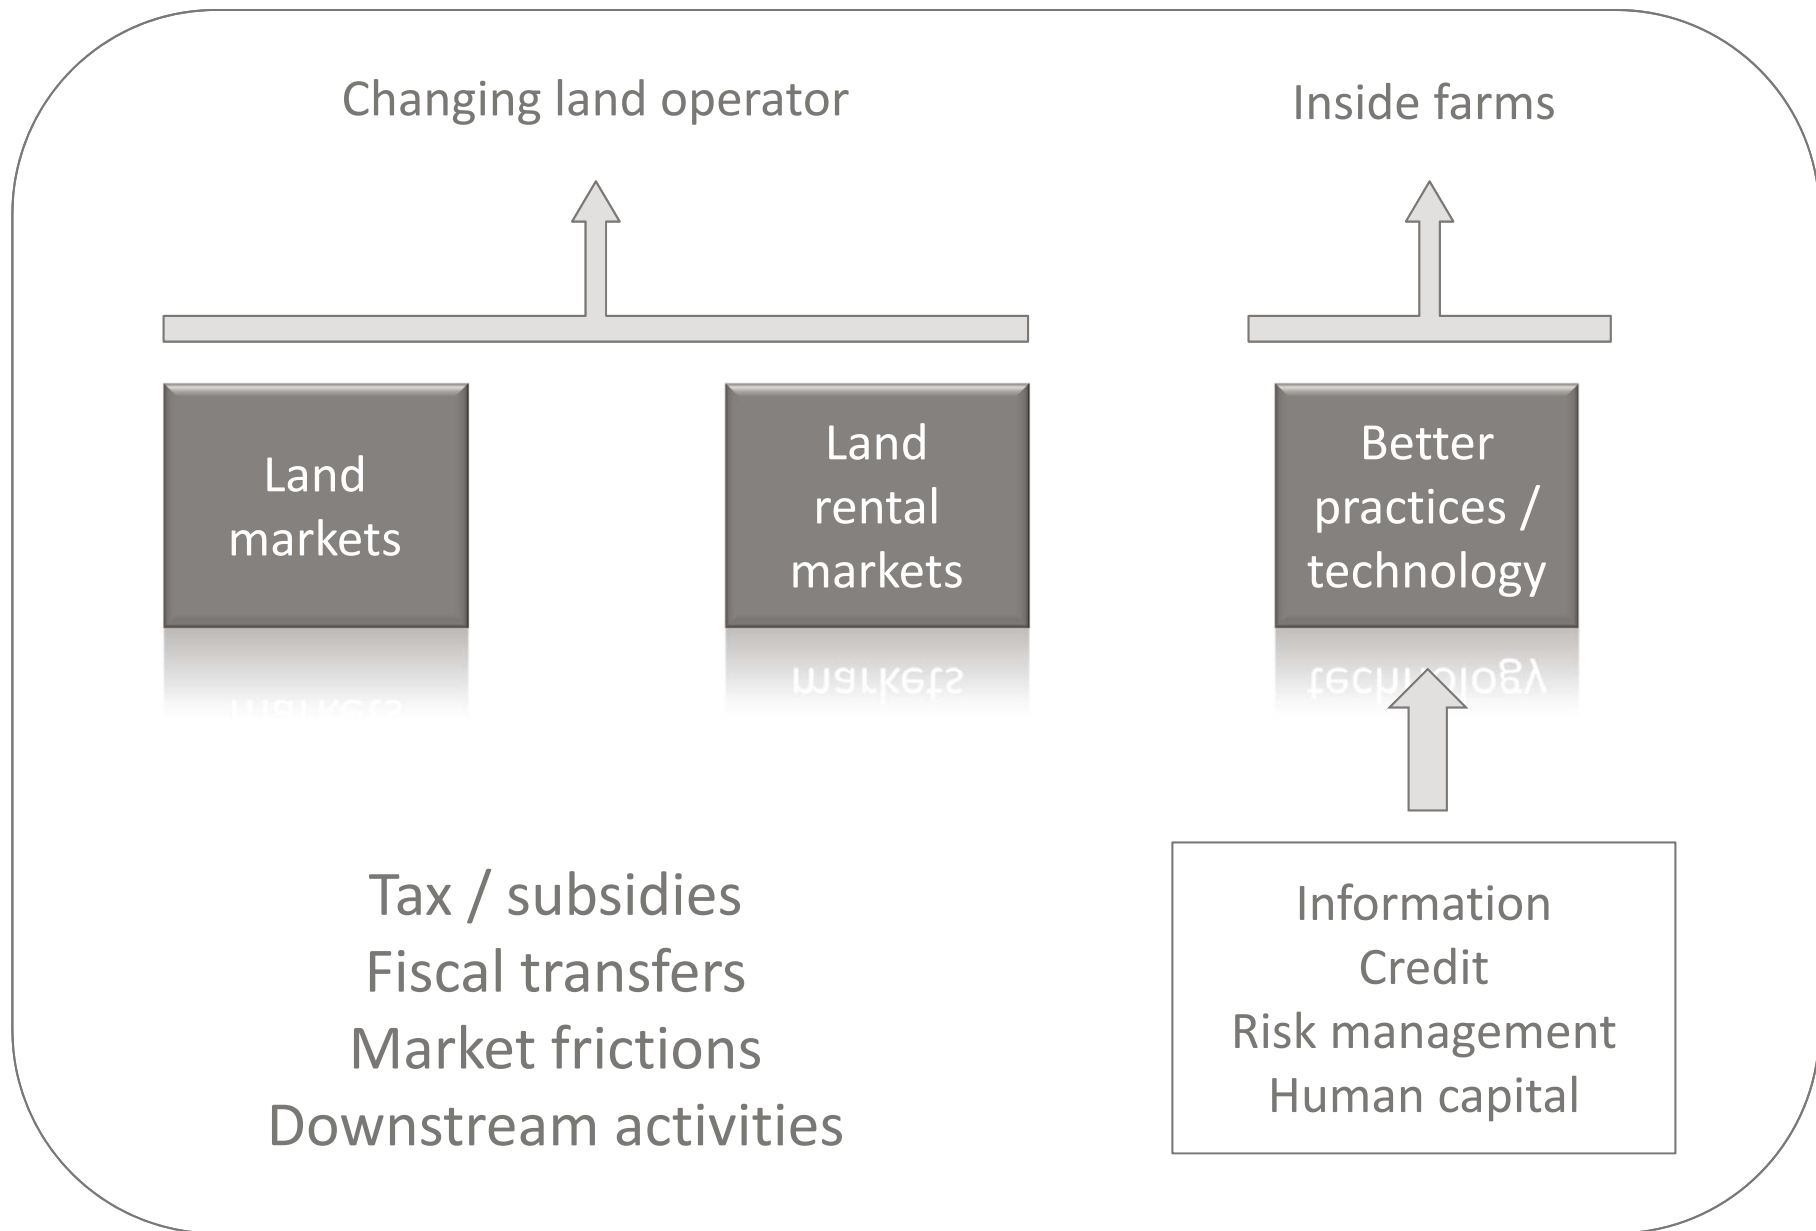 Changing land operator
Inside farms
Land
markets
Land
rental
markets
Better
practices /
technology
Tax / subsidies
Fiscal transfers
Market frictions
Downstream activities
Information
Credit
Risk management
Human capital